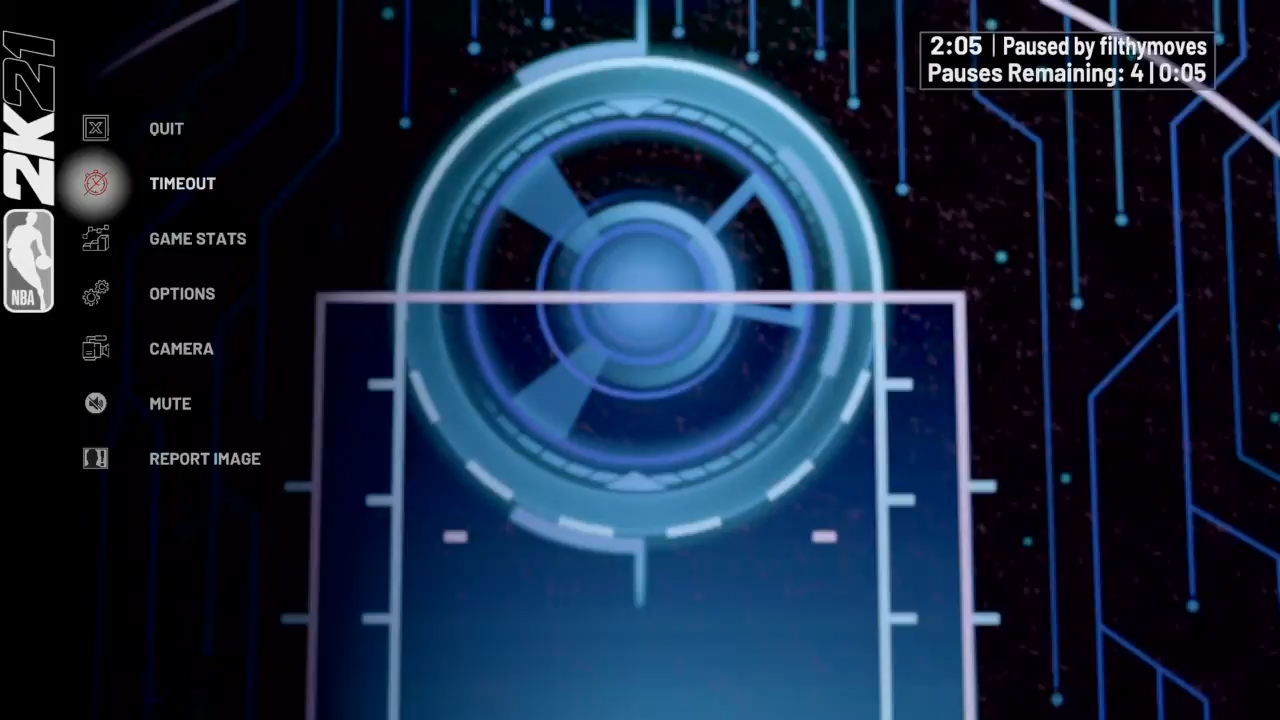 2K21
NBA
QUIT
TIMEOUT
GAME STATS
OPTIONS
CAMERA
MUTE
REPORT IMAGE
2:05 | Paused by filthymoves
Pauses Remaining: 4 | 0:05